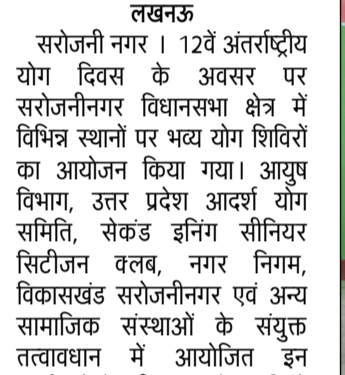 लखनऊ
सरोजनी नगर । 12वें अंतर्राष्ट्रीय
योग दिवस के अवसर पर
सरोजनीनगर विधानसभा क्षेत्र में
विभिन्न स्थानों पर भव्य योग शिविरों
का आयोजन किया गया। आयुष
विभाग, उत्तर प्रदेश आदर्श योग
समिति, सेकंड इनिंग सीनियर
सिटीजन क्लब, नगर निगम,
विकासखंड सरोजनीनगर एवं अन्य
सामाजिक संस्थाओं के संयुक्त
तत्वावधान में आयोजित इन